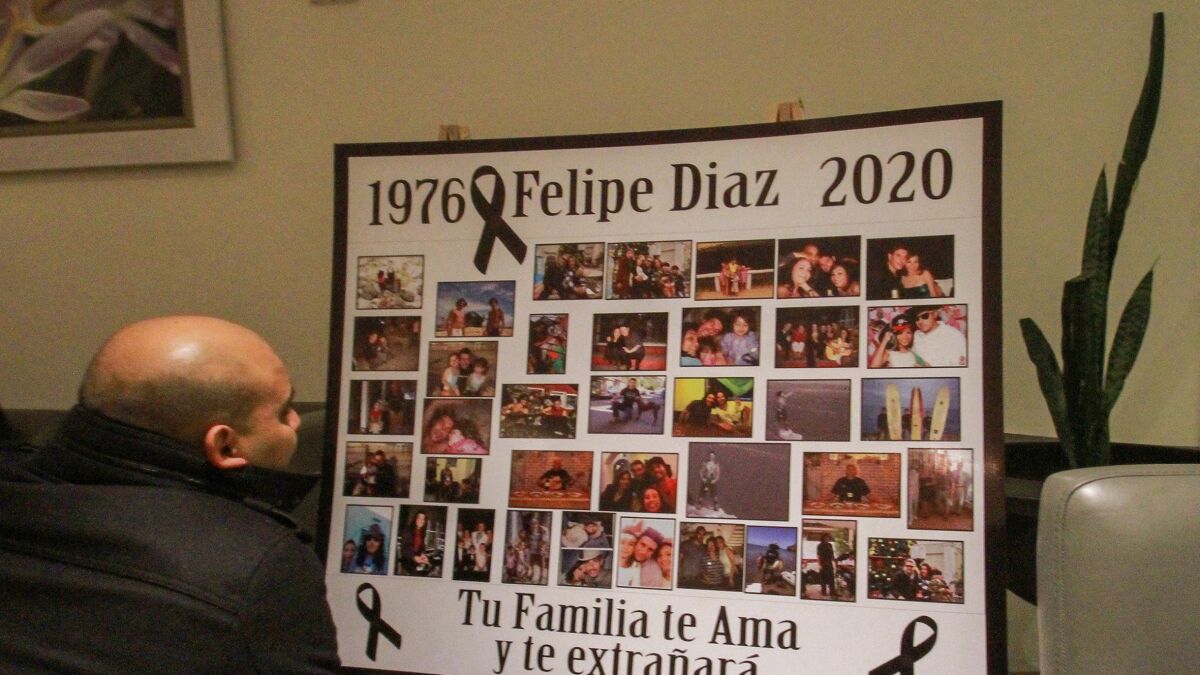 1976 Felipe Diaz 2020
Tu Familia te Ama
y te extrañará